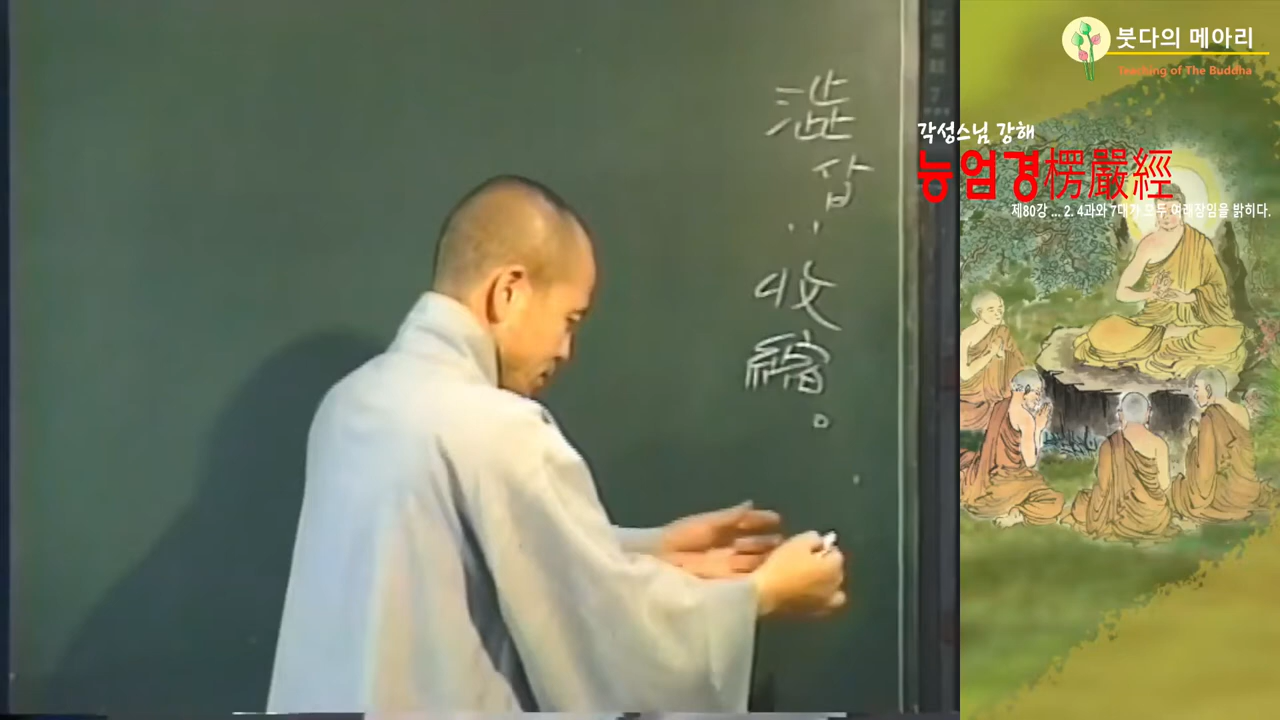 澁
삽
收
縮。
붓다의 메아리
Teaching of The Buddha
각성스님 강해
능엄경楞嚴經
제80강 ... 2. 4과와 7대가 모두 여래장임을 밝히다.